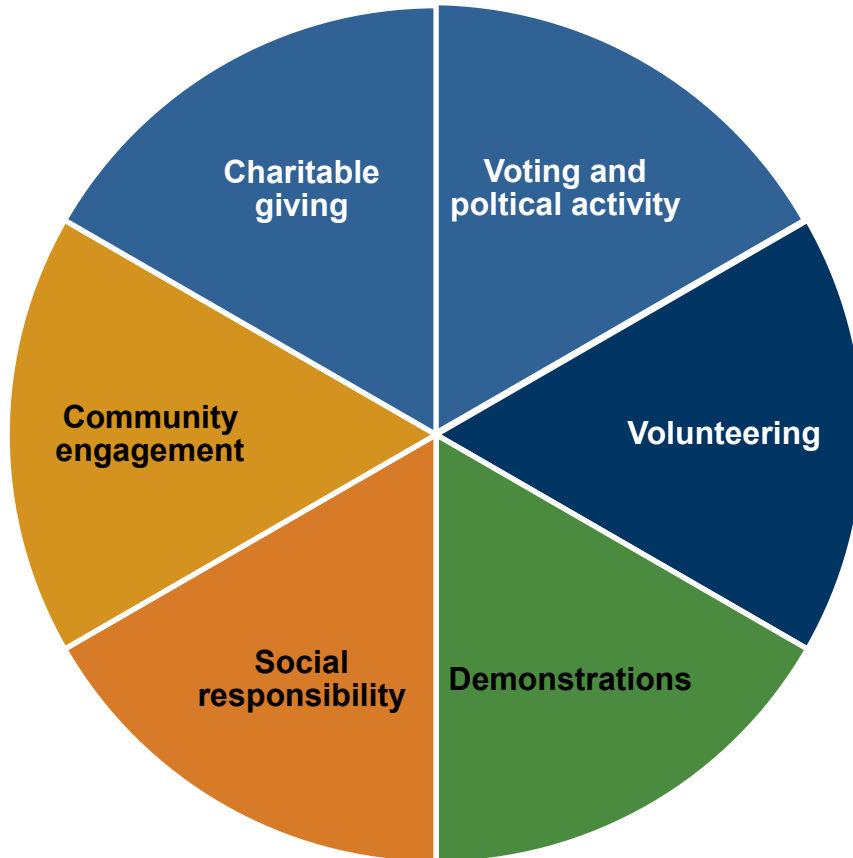 Charitable
giving
Voting and
poltical activity
Community
engagement
Volunteering
Social
responsibility
Demonstrations